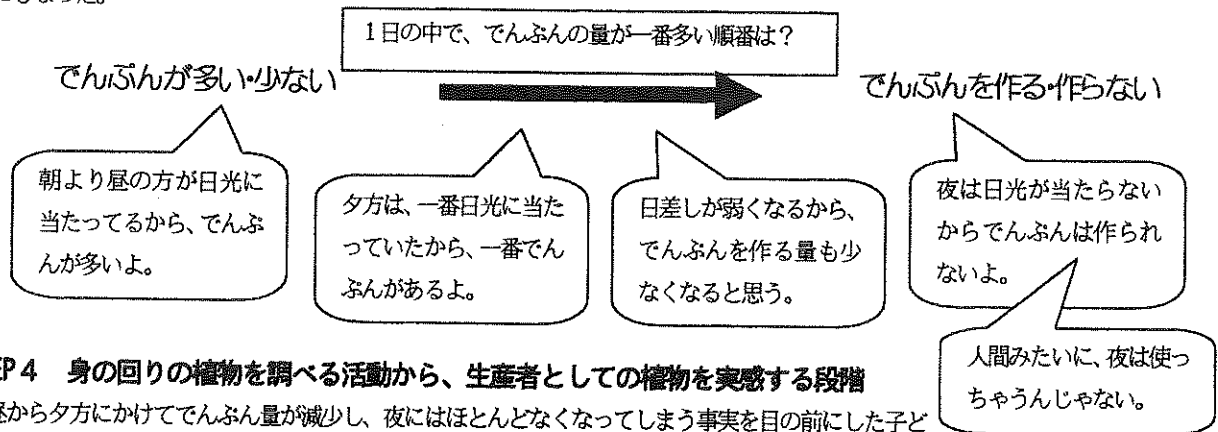 しまった。
1日の中で、でんぷんの量が一番多い順番は?
でんぷんが多い・少ない
でんぷんを作る・作らない
朝より昼の方が日光に
当たってるから、でんぷ
んが多いよ。
夕方は、一番日光に当た
っていたから、一番でん
ぷんがあるよ。
日差しが弱くなるから、
でんぷんを作る量も少
なくなると思う。
夜は日光が当たらない
からでんぷんは作られ
ないよ。
人間みたいに、夜は使っ
ちゃうんじゃない。
EP4 身の回りの植物を調べる活動から、生産者としての植物を実感する段階
昼から夕方にかけてでんぷん量が減少し、夜にはほとんどなくなってしまう事実を目の前にした子ど